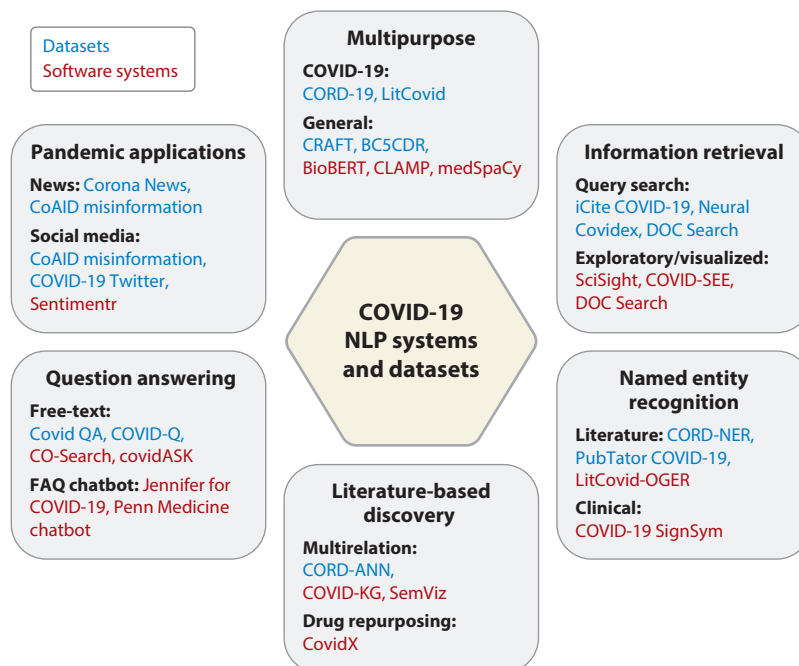 Datasets
Software systems
Multipurpose
COVID-19:
CORD-19, LitCovid
General:
CRAFT, BC5CDR,
BioBERT, CLAMP, medSpaCy
Pandemic applications
News: Corona News,
CoAID misinformation
Social media:
CoAID misinformation,
COVID-19 Twitter,
Sentimentr
Information retrieval
Query search:
iCite COVID-19, Neural
Covidex, DOC Search
Exploratory/visualized:
SciSight, COVID-SEE,
DOC Search
COVID-19
NLP systems
and datasets
Question answering
Free-text:
Covid QA, COVID-Q,
CO-Search, covidASK
FAQ chatbot: Jennifer for
COVID-19, Penn Medicine
chatbot
Named entity
recognition
Literature: CORD-NER,
PubTator COVID-19,
LitCovid-OGER
Clinical:
COVID-19 SignSym
Literature-based
discovery
Multirelation:
CORD-ANN,
COVID-KG, SemViz
Drug repurposing:
CovidX